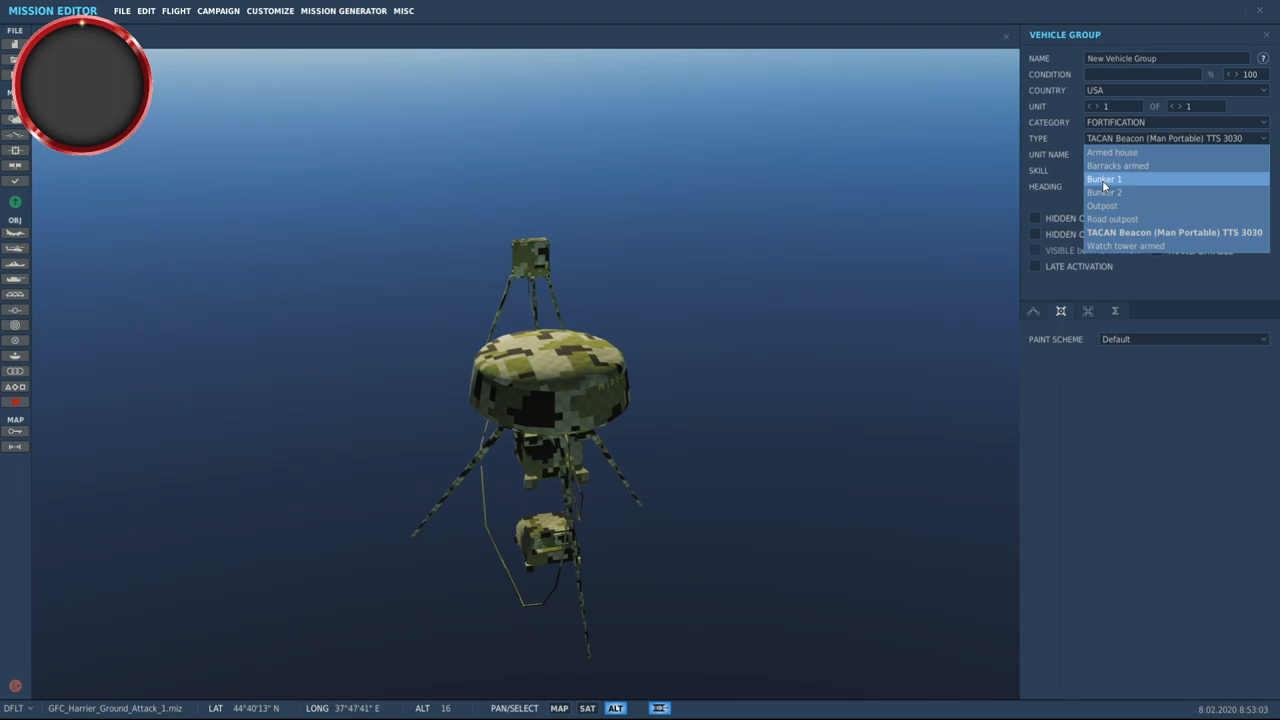 MISSION EDITOR
FILE EDIT FLIGHT CAMPAIGN CUSTOMIZE MISSION GENERATOR MISC
FILE
OBJ
MAP
VEHICLE GROUP
NAME New Vehicle Group ?
CONDITION % < > 100
COUNTRY USA
UNIT < > 1 OF < > 1
CATEGORY FORTIFICATION
TYPE TACAN Beacon (Man Portable) TTS 3030
UNIT NAME
SKILL
HEADING
Armed house
Barracks armed
Bunker 1
Bunker 2
Outpost
Road outpost
TACAN Beacon (Man Portable) TTS 3030
Watch tower armed
HIDDEN
HIDDEN
VISIBLE
LATE ACTIVATION
PAINT SCHEME Default
DFLT GFC_Harrier_Ground_Attack_1.miz LAT 44°40'13" N LONG 37°47'41" E ALT 16 PAN/SELECT MAP SAT ALT 8.02.2020 8:53:03